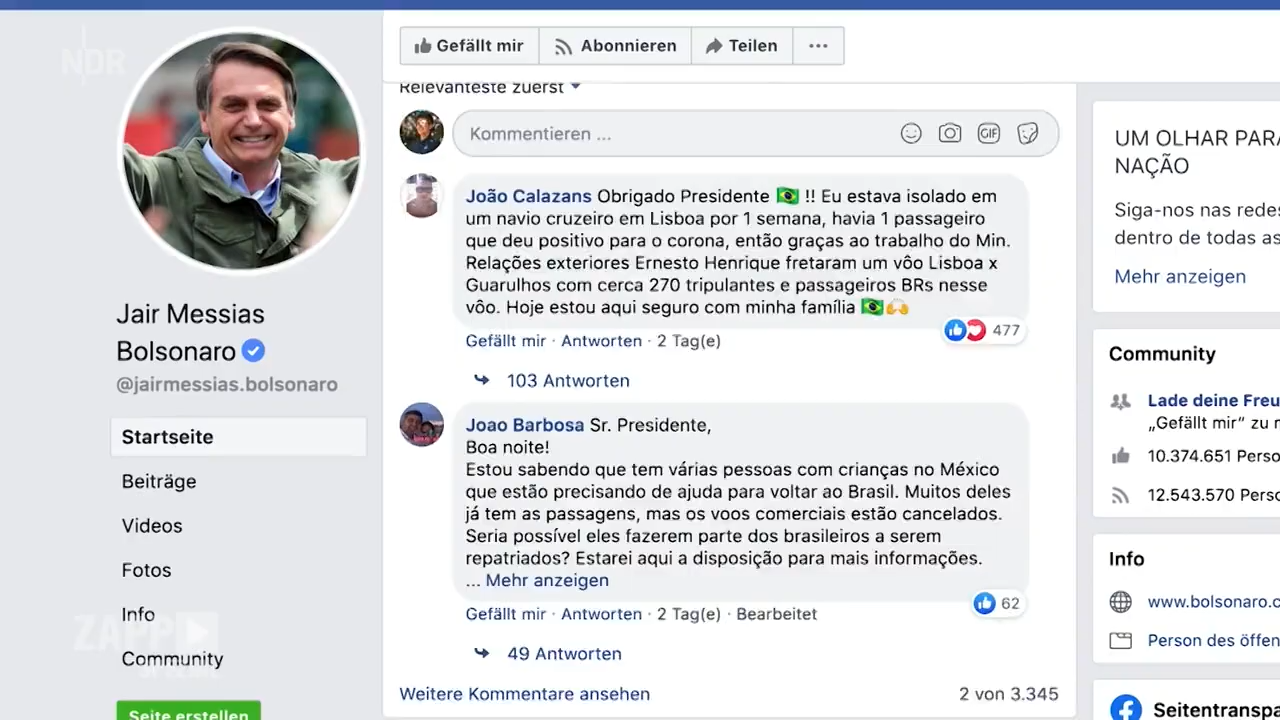 NDR
Gefällt mir
Abonnieren
Teilen
Relevanteste zuerst
Kommentieren ...
GIF
João Calazans Obrigado Presidente 🇧🇷 !! Eu estava isolado em
um navio cruzeiro em Lisboa por 1 semana, havia 1 passageiro
que deu positivo para o corona, então graças ao trabalho do Min.
Relações exteriores Ernesto Henrique fretaram um vôo Lisboa x
Guarulhos com cerca 270 tripulantes e passageiros BRs nesse
vôo. Hoje estou aqui seguro com minha família 🇧🇷🙌
477
Gefällt mir · Antworten · 2 Tag(e)
103 Antworten
Joao Barbosa Sr. Presidente,
Boa noite!
Estou sabendo que tem várias pessoas com crianças no México
que estão precisando de ajuda para voltar ao Brasil. Muitos deles
já tem as passagens, mas os voos comerciais estão cancelados.
Seria possível eles fazerem parte dos brasileiros a serem
repatriados? Estarei aqui a disposição para mais informações.
... Mehr anzeigen
62
Gefällt mir · Antworten · 2 Tag(e) · Bearbeitet
49 Antworten
Weitere Kommentare ansehen
2 von 3.345
Jair Messias
Bolsonaro
@jairmessias.bolsonaro
Startseite
Beiträge
Videos
Fotos
Info
Community
Seite erstellen
ZAPP
SPEZIAL
UM OLHAR PARA
NAÇÃO
Siga-nos nas redes
dentro de todas as
Mehr anzeigen
Community
Lade deine Freu
„Gefällt mir“ zu
10.374.651 Perso
12.543.570 Perso
Info
www.bolsonaro.c
Person des öffen
Seitentranspa